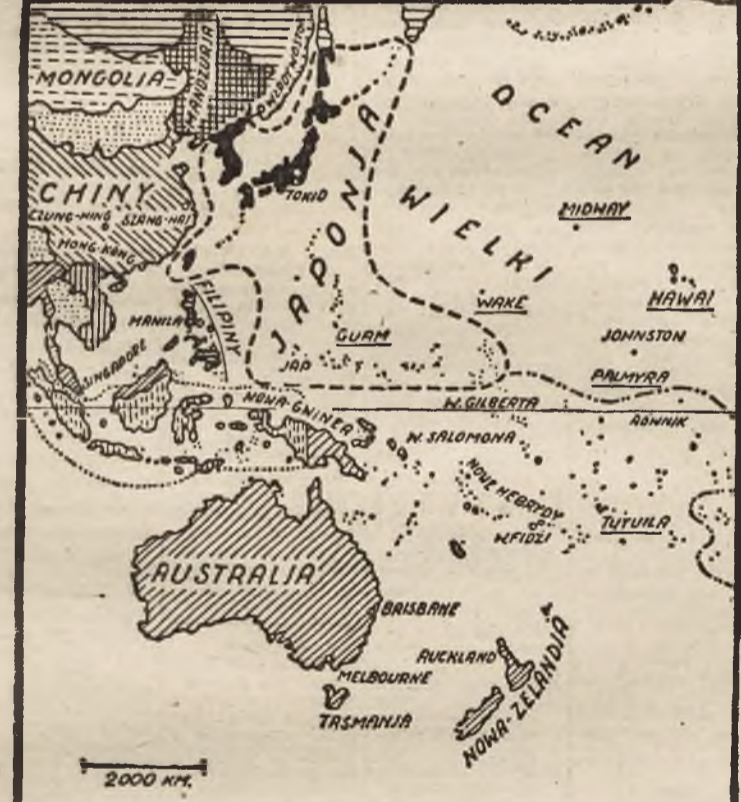 MONGOLIA
MANDŻURIA
WŁADYWOSTOK
OCEAN
WIELKI
CHINY
CZUNG-KING
SZANG-HAI
HONG-KONG
TOKIO
JAPONJA
MIDWAY
HAWAI
WAKE
MANILA
FILIPINY
GUAM
JOHNSTON
SINGAPORE
JAP
PALMYRA
NOWA-GWINEA
W. GILBERTA
RÓWNIK
W. SALOMONA
NOWE HEBRYDY
W. FIDŻI
TUTUILA
AUSTRALIA
BRISBANE
AUCKLAND
MELBOURNE
TASMANJA
NOWA-ZELANDJA
2000 KM.